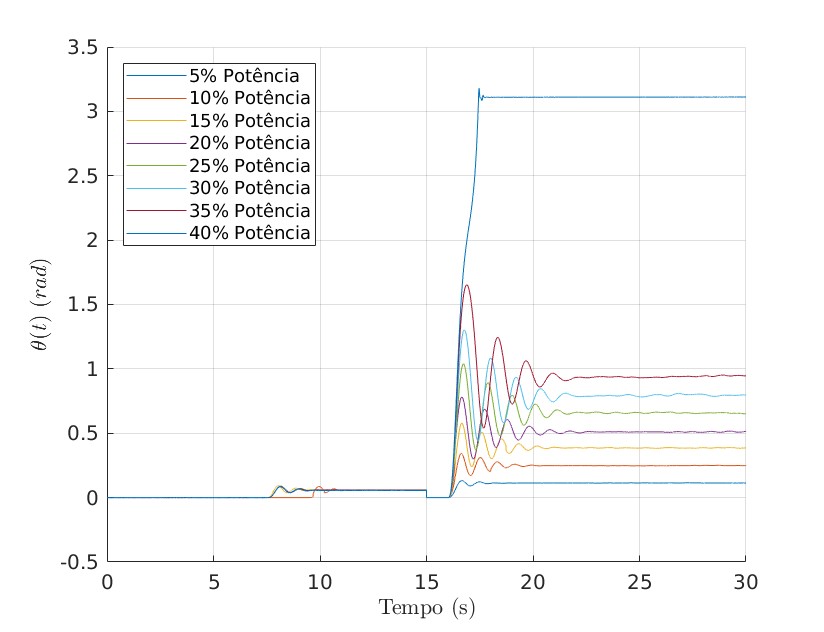 3.5
3
2.5
2
1.5
1
0.5
0
-0.5
θ(t) (rad)
5% Potência
10% Potência
15% Potência
20% Potência
25% Potência
30% Potência
35% Potência
40% Potência
0 5 10 15 20 25 30
Tempo (s)